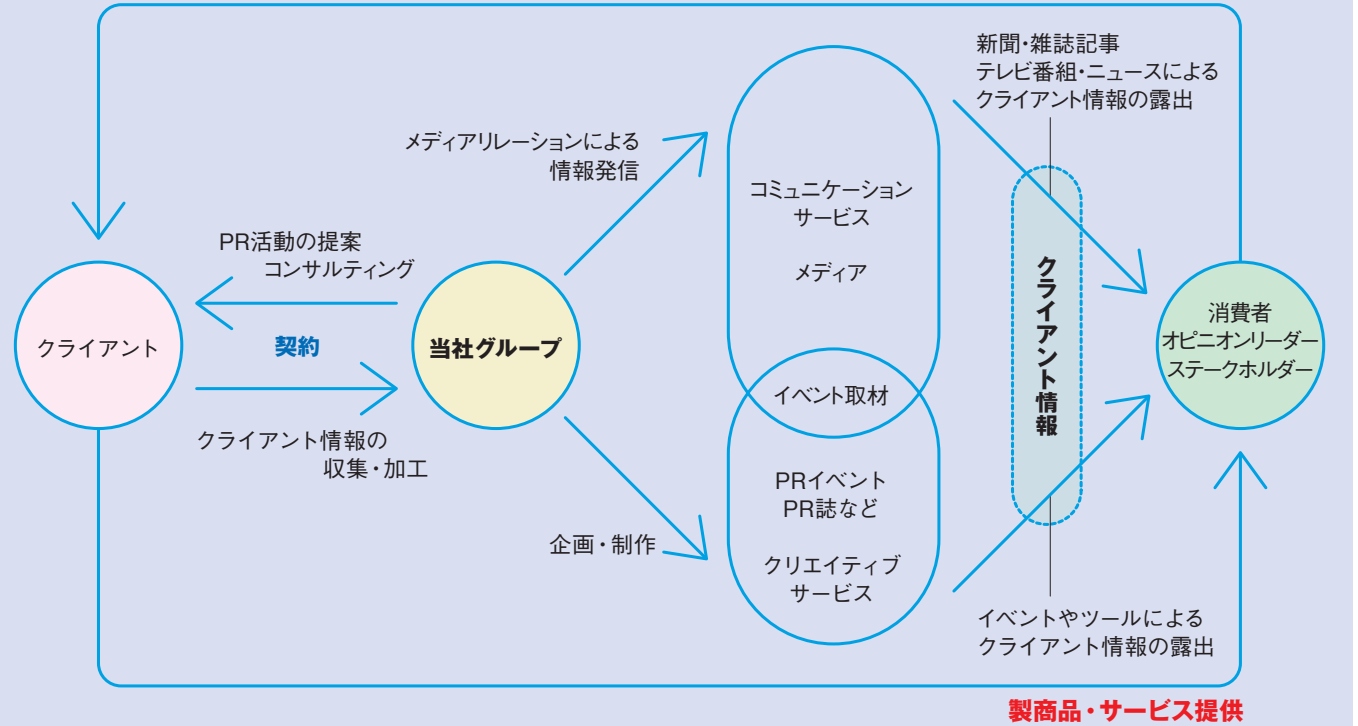 新聞・雑誌記事
テレビ番組・ニュースによる
クライアント情報の露出
メディアリレーションによる
情報発信
コミュニケーション
サービス
メディア
PR活動の提案
コンサルティング
クライアント
契約
当社グループ
クライアント情報の
収集・加工
イベント取材
PRイベント
PR誌など
クリエイティブ
サービス
企画・制作
クライアント情報
消費者
オピニオンリーダー
ステークホルダー
イベントやツールによる
クライアント情報の露出
製商品・サービス提供